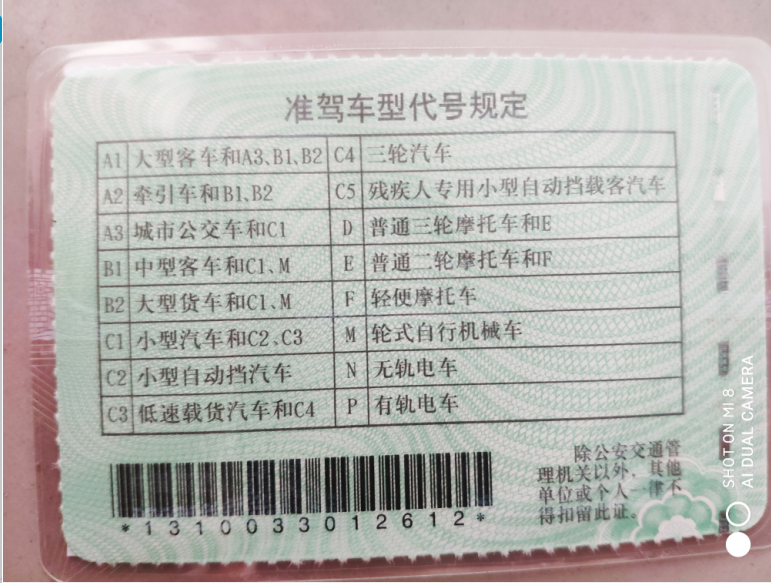 准驾车型代号规定
A1 大型客车和A3、B1、B2 C4 三轮汽车
A2 牵引车和B1、B2 C5 残疾人专用小型自动挡载客汽车
A3 城市公交车和C1 D 普通三轮摩托车和E
B1 中型客车和C1、M E 普通二轮摩托车和F
B2 大型货车和C1、M F 轻便摩托车
C1 小型汽车和C2、C3 M 轮式自行机械车
C2 小型自动挡汽车 N 无轨电车
C3 低速载货汽车和C4 P 有轨电车
除公安交通管
理机关以外，其他
单位或个人一律不
得扣留此证。
*1310033012612*
SHOT ON MI 8
AI DUAL CAMERA